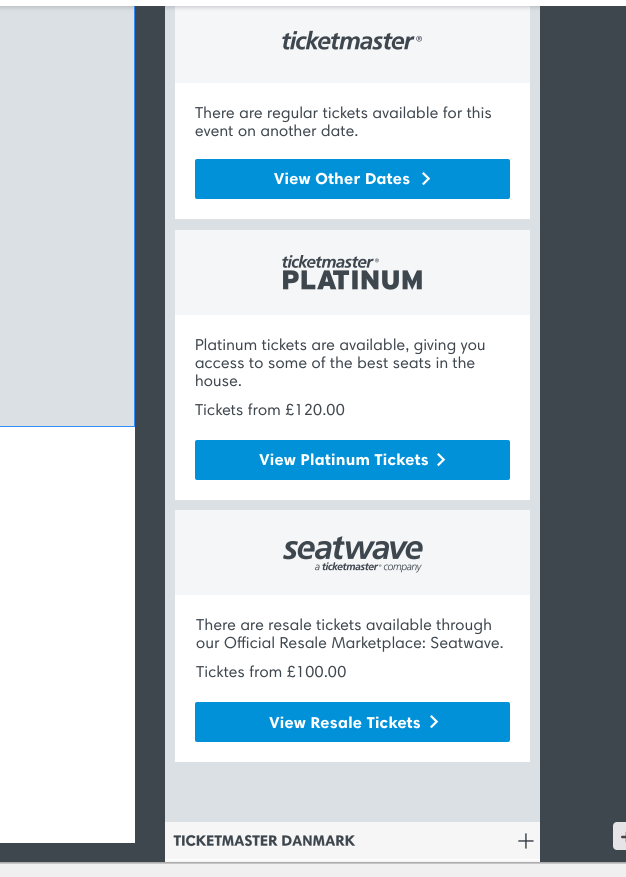 ticketmaster®
There are regular tickets available for this
event on another date.
View Other Dates
ticketmaster®
PLATINUM
Platinum tickets are available, giving you
access to some of the best seats in the
house.
Tickets from £120.00
View Platinum Tickets
seatwave
a ticketmaster® company
There are resale tickets available through
our Official Resale Marketplace: Seatwave.
Ticktes from £100.00
View Resale Tickets
TICKETMASTER DANMARK